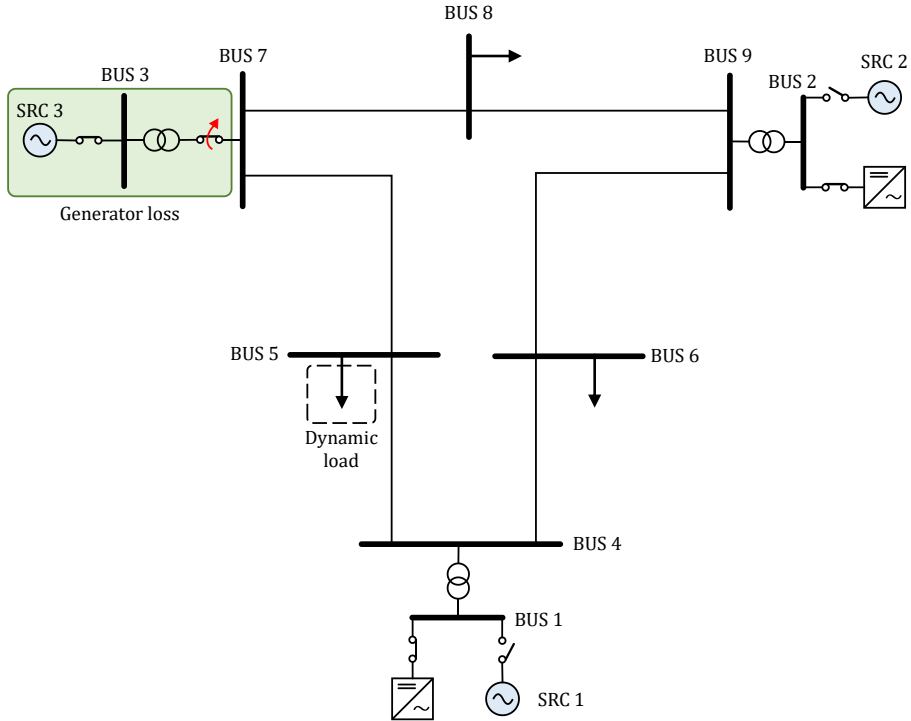 BUS 8
BUS 7
BUS 9
SRC 2
BUS 3
BUS 2
SRC 3
Generator loss
BUS 5
BUS 6
Dynamic
load
BUS 4
BUS 1
SRC 1